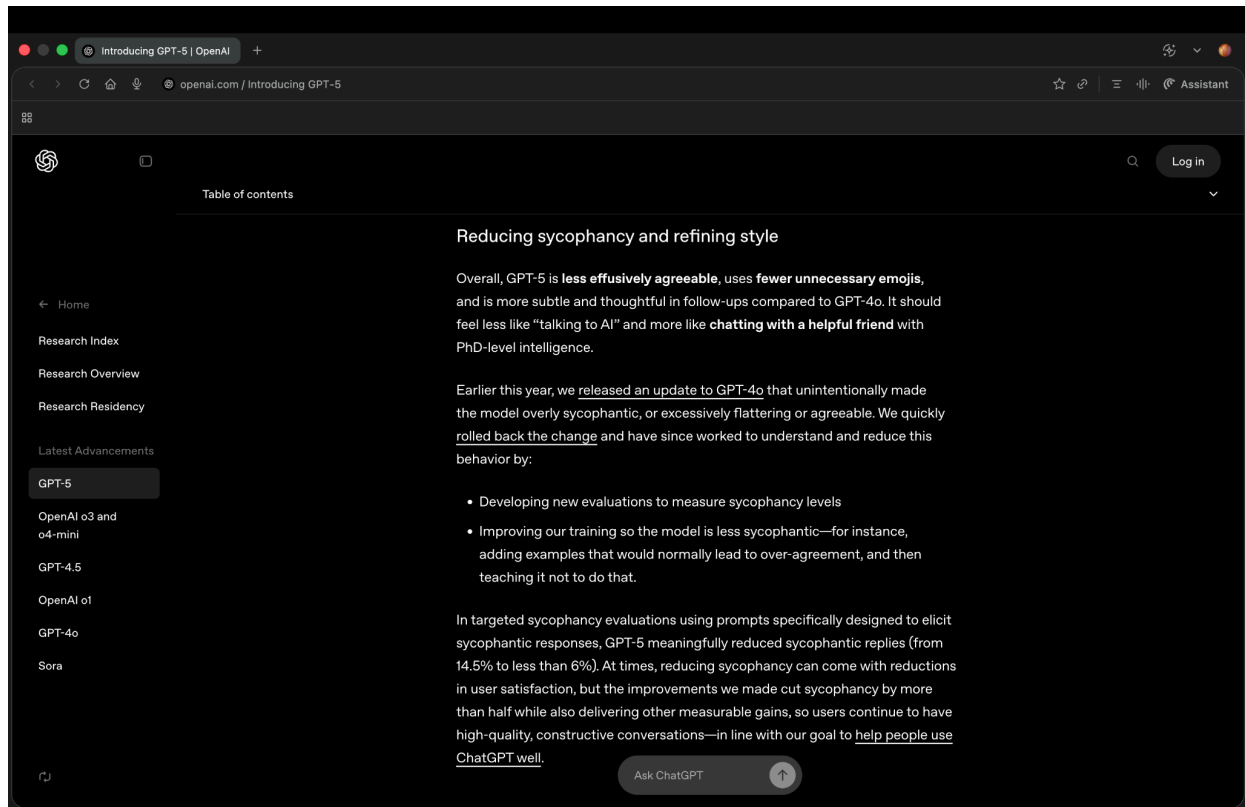 Introducing GPT-5 | OpenAI
openai.com / Introducing GPT-5
Assistant
Log in
Table of contents
← Home
Research Index
Research Overview
Research Residency
Latest Advancements
GPT-5
OpenAI o3 and
o4-mini
GPT-4.5
OpenAI o1
GPT-4o
Sora
Reducing sycophancy and refining style
Overall, GPT-5 is less effusively agreeable, uses fewer unnecessary emojis,
and is more subtle and thoughtful in follow-ups compared to GPT-4o. It should
feel less like “talking to AI” and more like chatting with a helpful friend with
PhD-level intelligence.
Earlier this year, we released an update to GPT-4o that unintentionally made
the model overly sycophantic, or excessively flattering or agreeable. We quickly
rolled back the change and have since worked to understand and reduce this
behavior by:
• Developing new evaluations to measure sycophancy levels
• Improving our training so the model is less sycophantic—for instance,
adding examples that would normally lead to over-agreement, and then
teaching it not to do that.
In targeted sycophancy evaluations using prompts specifically designed to elicit
sycophantic responses, GPT-5 meaningfully reduced sycophantic replies (from
14.5% to less than 6%). At times, reducing sycophancy can come with reductions
in user satisfaction, but the improvements we made cut sycophancy by more
than half while also delivering other measurable gains, so users continue to have
high-quality, constructive conversations—in line with our goal to help people use
ChatGPT well.
Ask ChatGPT